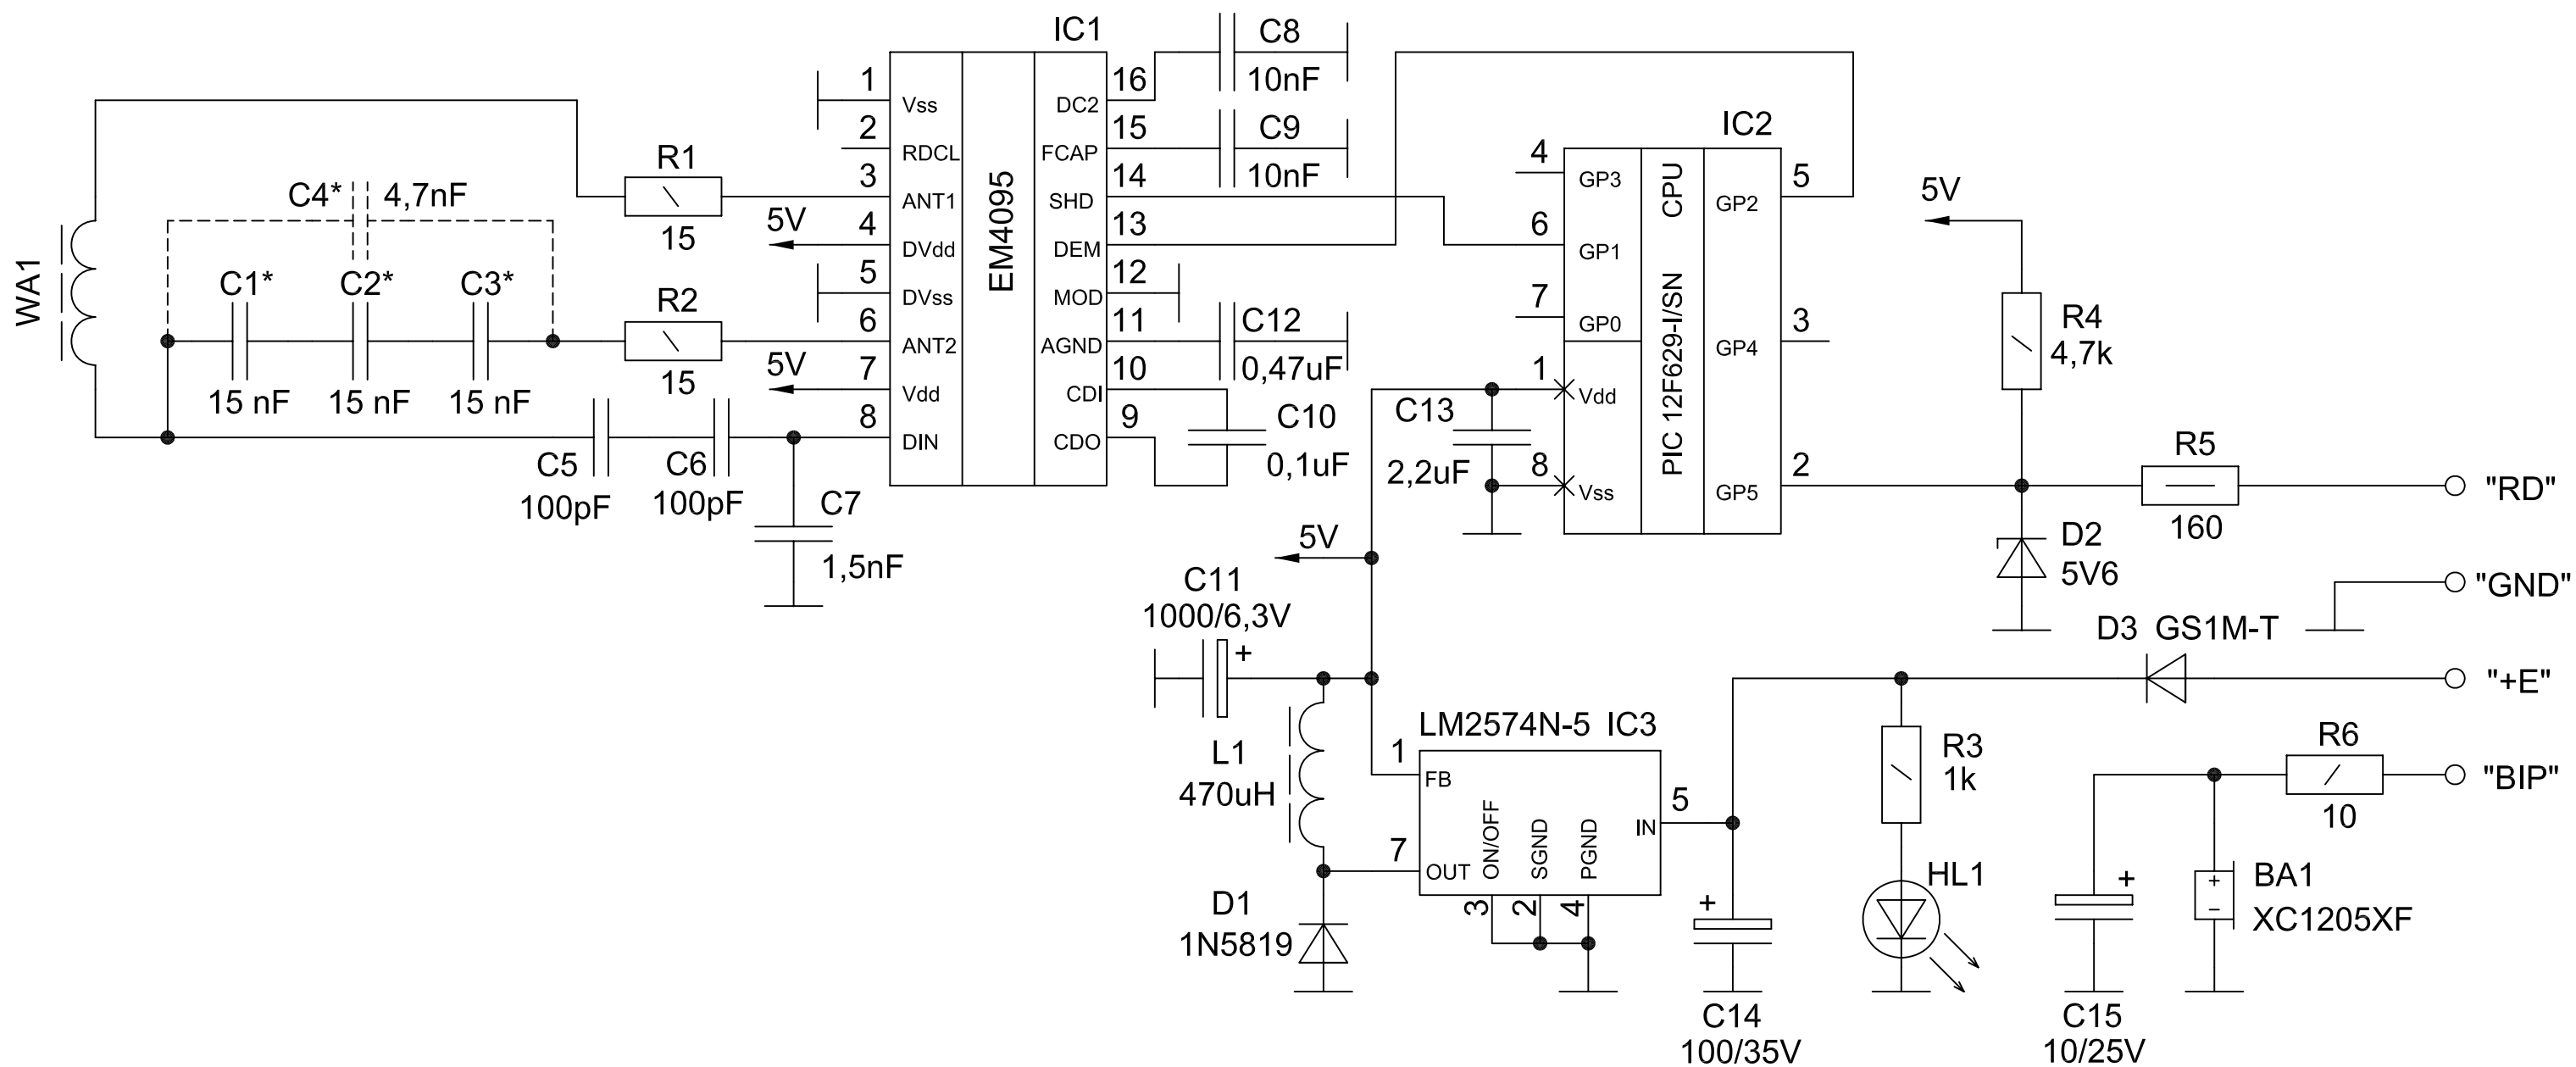 WA1
C4* 4,7nF
C1* C2* C3*
15 nF 15 nF 15 nF
R1
15
R2
15
5V
5V
C5
100pF
C6
100pF
C7
1,5nF
IC1
EM4095
1 Vss
2 RDCL
3 ANT1
4 DVdd
5 DVss
6 ANT2
7 Vdd
8 DIN
DC2 16
FCAP 15
SHD 14
DEM 13
MOD 12
AGND 11
CDI 10
CDO 9
C8
10nF
C9
10nF
C12
0,47uF
C10
0,1uF
IC2
CPU
PIC 12F629-I/SN
4 GP3
6 GP1
7 GP0
1 Vdd
8 Vss
GP2 5
GP4 3
GP5 2
C13
2,2uF
5V
R4
4,7k
R5
160
"RD"
D2
5V6
"GND"
D3 GS1M-T
"+E"
R6
10
"BIP"
5V
C11
1000/6,3V
+
L1
470uH
D1
1N5819
LM2574N-5 IC3
1 FB
7 OUT
ON/OFF 3
SGND 2
PGND 4
IN 5
+
C14
100/35V
R3
1k
HL1
+
C15
10/25V
+
-
BA1
XC1205XF